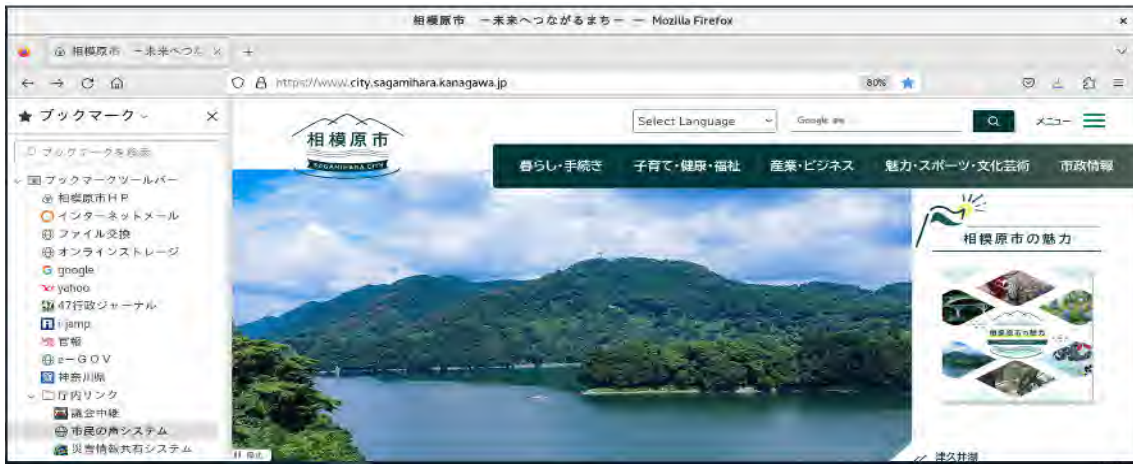 相模原市 －未来へつながるまち－ — Mozilla Firefox
相模原市 －未来へつた
https://www.city.sagamihara.kanagawa.jp
80%
ブックマーク
ブックマークを検索
ブックマークツールバー
相模原市ＨＰ
インターネットメール
ファイル交換
オンラインストレージ
google
yahoo
47行政ジャーナル
i-jamp
官報
e－ＧＯＶ
神奈川県
庁内リンク
議会中継
市民の声システム
災害情報共有システム
相模原市
SAGAMIHARA CITY
Select Language
Google
メニュー
暮らし・手続き 子育て・健康・福祉 産業・ビジネス 魅力・スポーツ・文化芸術 市政情報
相模原市の魅力
相模原市の魅力
停止
津久井湖